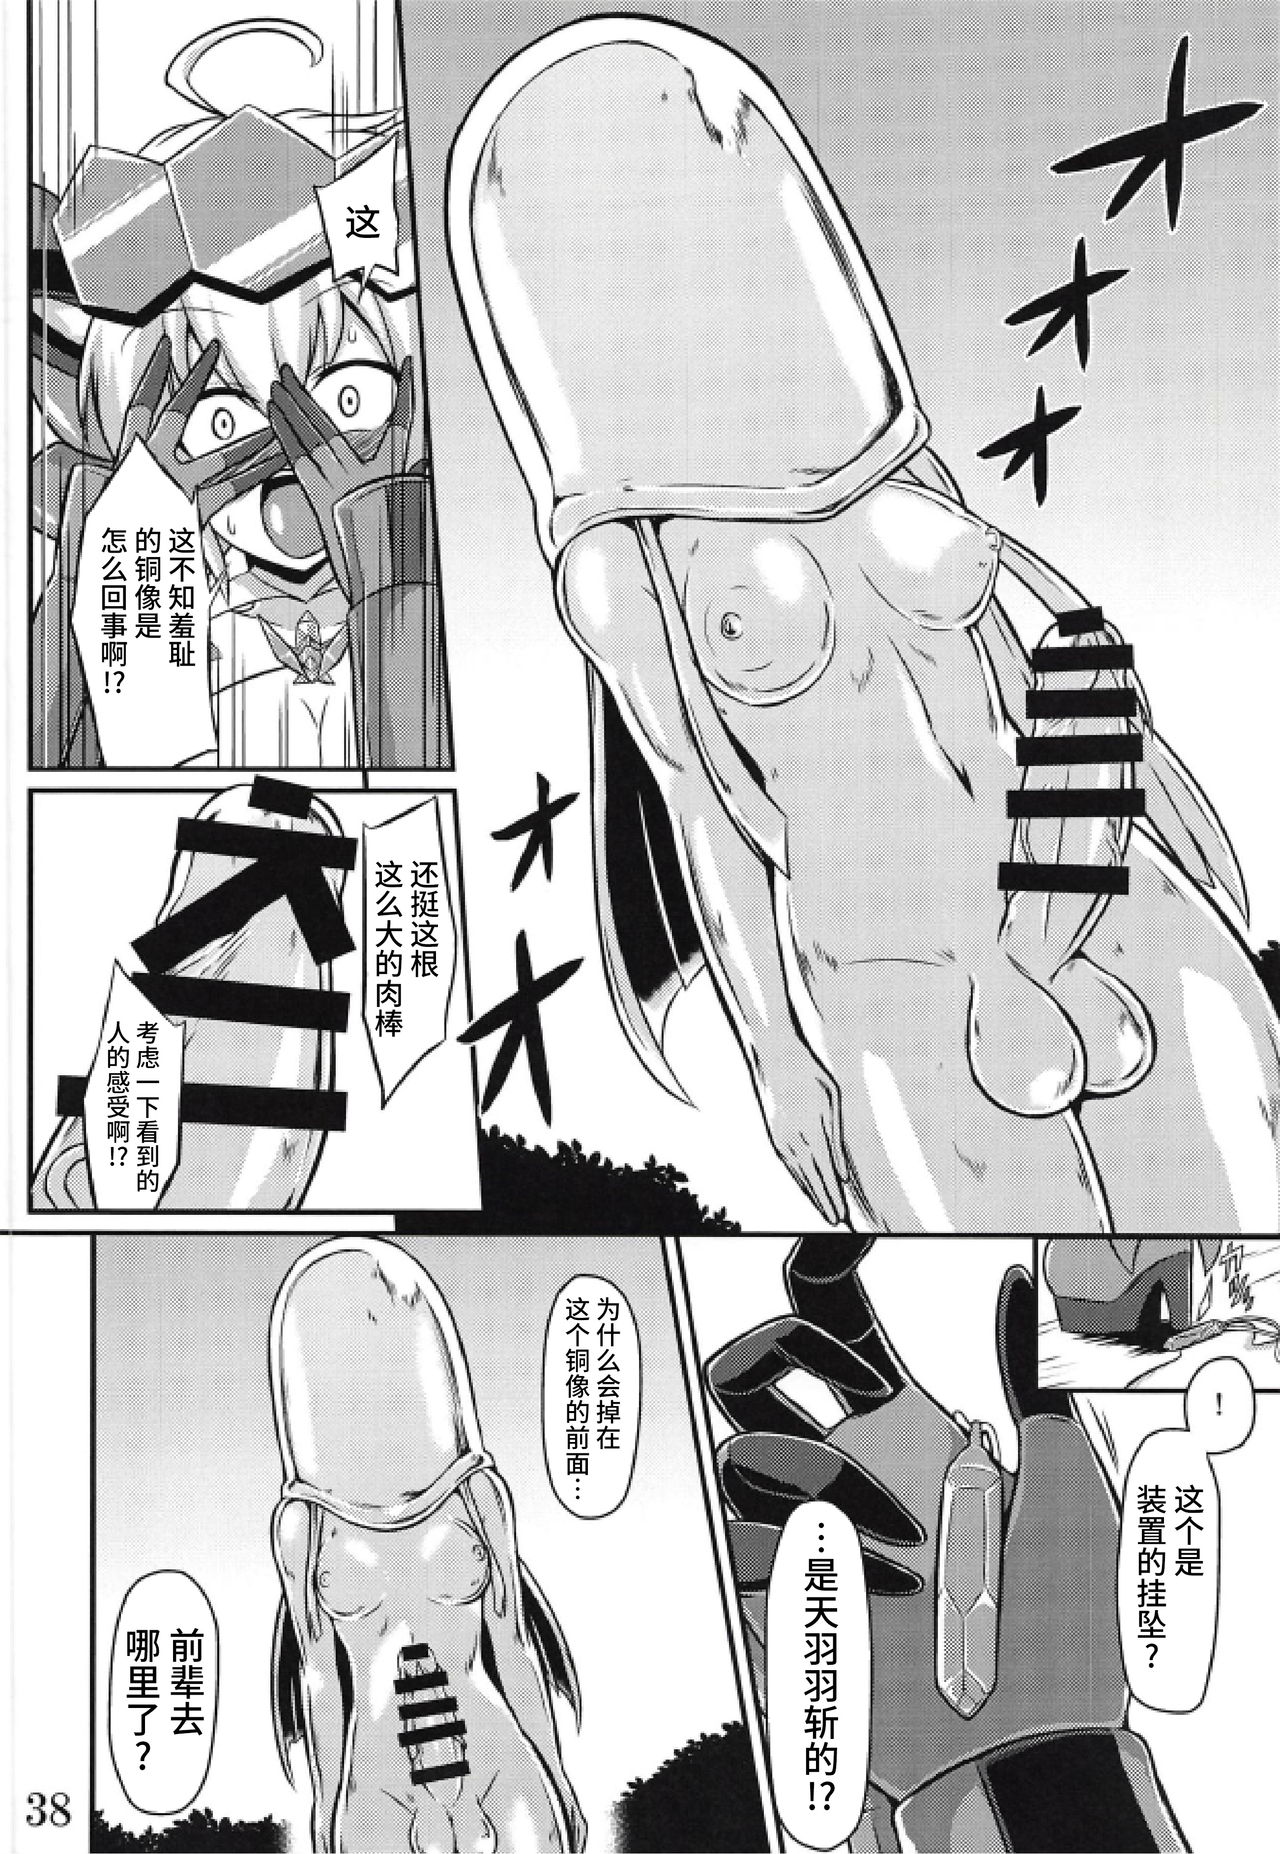 这
这不知羞耻
的铜像是
怎么回事啊!?
还挺这根
这么大的肉棒
考虑一下看到的
人的感受啊!?
!
这个是
装置的挂坠?
…是天羽羽斩的!?
为什么会掉在
这个铜像的前面…
前辈去
哪里了?
38